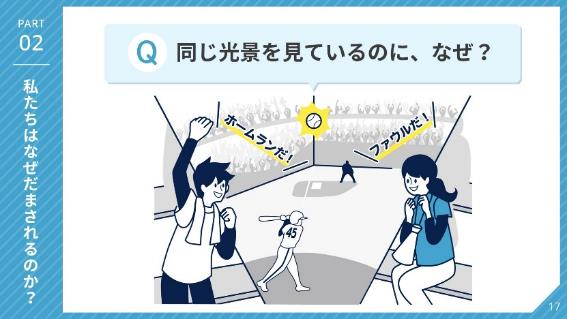 PART
02
私たちはなぜだまされるのか？
Q 同じ光景を見ているのに、なぜ？
ホームランだ！
ファウルだ！
45
17